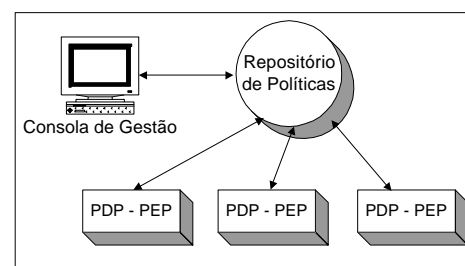 Repositório
de Políticas
Consola de Gestão
PDP - PEP
PDP - PEP
PDP - PEP